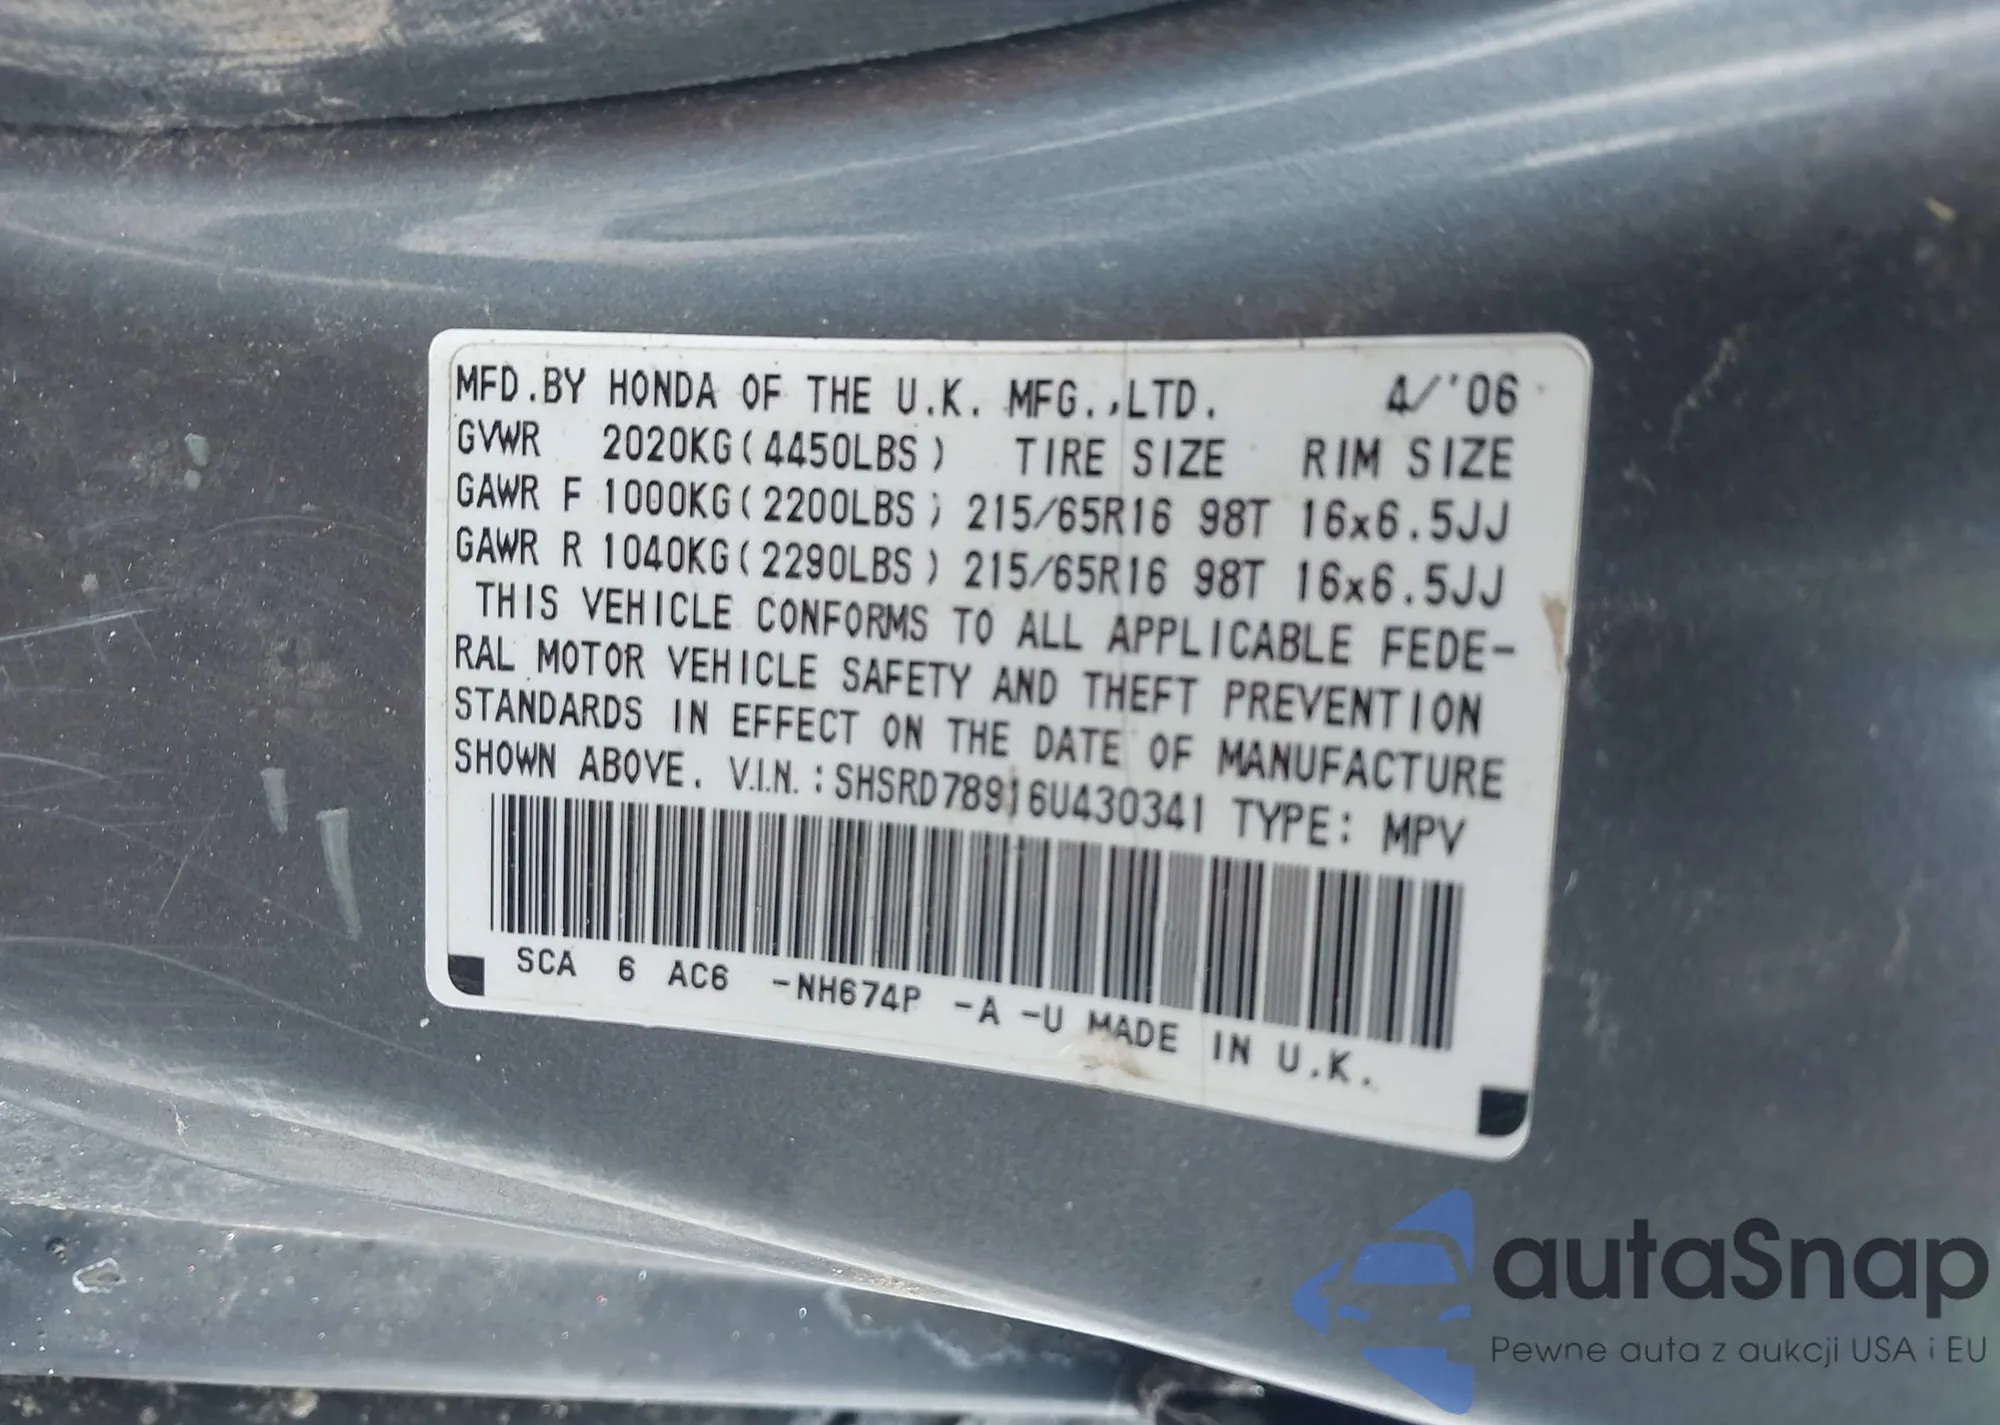 MFD.BY HONDA OF THE U.K. MFG.,LTD. 4/'06
GVWR 2020KG(4450LBS) TIRE SIZE RIM SIZE
GAWR F 1000KG(2200LBS) 215/65R16 98T 16x6.5JJ
GAWR R 1040KG(2290LBS) 215/65R16 98T 16x6.5JJ
THIS VEHICLE CONFORMS TO ALL APPLICABLE FEDE-
RAL MOTOR VEHICLE SAFETY AND THEFT PREVENTION
STANDARDS IN EFFECT ON THE DATE OF MANUFACTURE
SHOWN ABOVE. V.I.N.:SHSRD78916U430341 TYPE: MPV
SCA 6 AC6 -NH674P -A -U MADE IN U.K.
autaSnap
Pewne auta z aukcji USA i EU